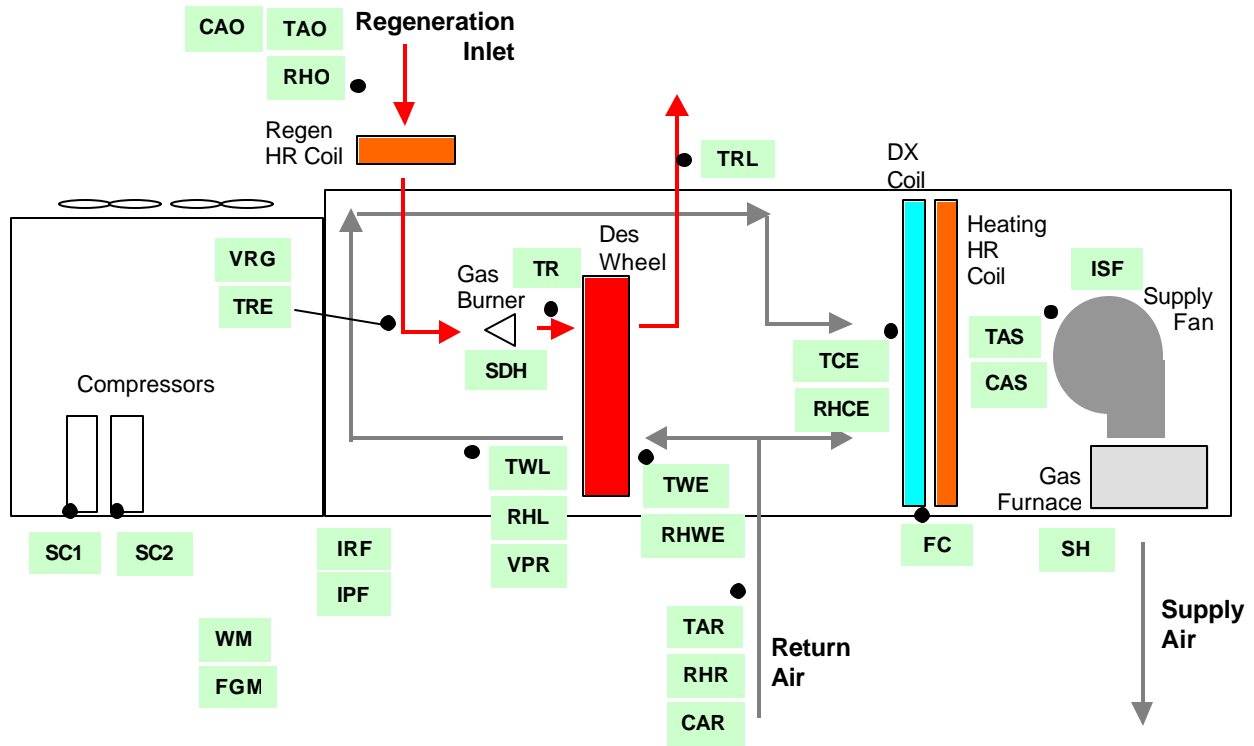 CAO
TAO
Regeneration
Inlet
RHO
Regen
HR Coil
TRL
DX
Coil
VRG
TRE
Gas
Burner
TR
Des
Wheel
Heating
HR
Coil
ISF
Supply
Fan
SDH
TCE
RHCE
TAS
CAS
Compressors
TWL
RHL
VPR
TWE
RHWE
Gas
Furnace
SC1
SC2
IRF
IPF
FC
SH
WM
FGM
TAR
RHR
CAR
Return
Air
Supply
Air